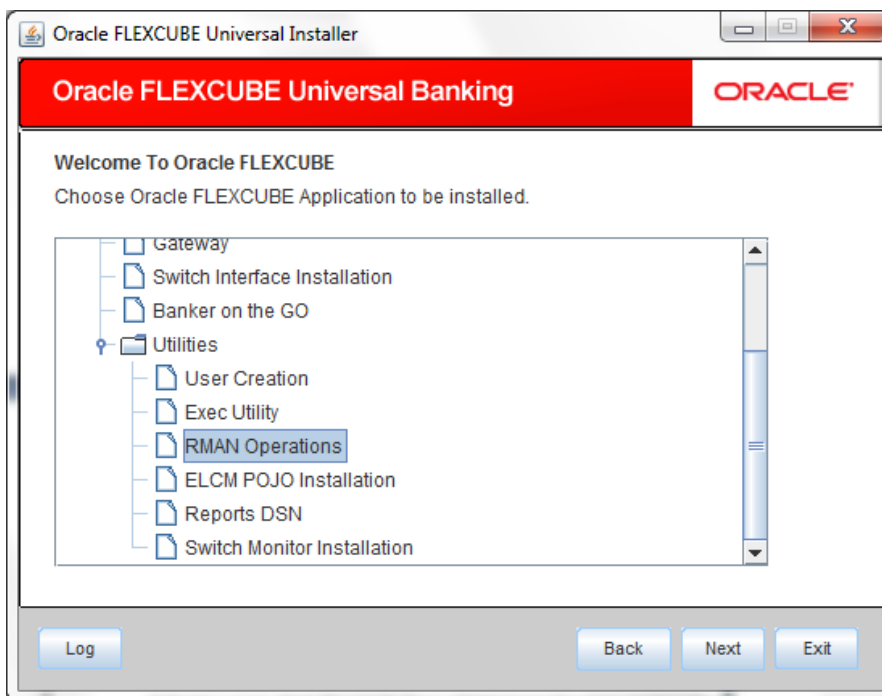 Oracle FLEXCUBE Universal Installer
Oracle FLEXCUBE Universal Banking
ORACLE
Welcome To Oracle FLEXCUBE
Choose Oracle FLEXCUBE Application to be installed.
Gateway
Switch Interface Installation
Banker on the GO
Utilities
User Creation
Exec Utility
RMAN Operations
ELCM POJO Installation
Reports DSN
Switch Monitor Installation
Log Back Next Exit